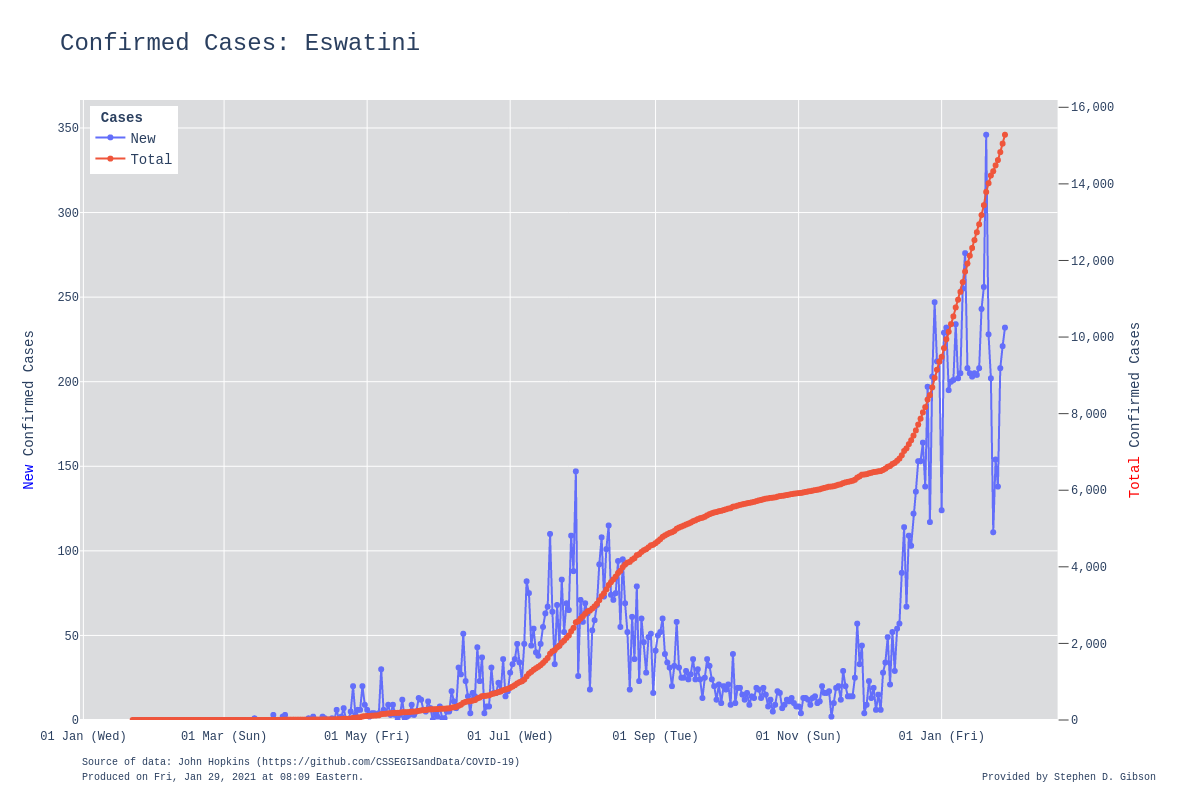 Confirmed Cases: Eswatini
Cases
New
Total
350
300
250
200
150
100
50
0
16,000
14,000
12,000
10,000
8,000
6,000
4,000
2,000
0
New Confirmed Cases
Total Confirmed Cases
01 Jan (Wed)
01 Mar (Sun)
01 May (Fri)
01 Jul (Wed)
01 Sep (Tue)
01 Nov (Sun)
01 Jan (Fri)
Source of data: John Hopkins (https://github.com/CSSEGISandData/COVID-19)
Produced on Fri, Jan 29, 2021 at 08:09 Eastern.
Provided by Stephen D. Gibson